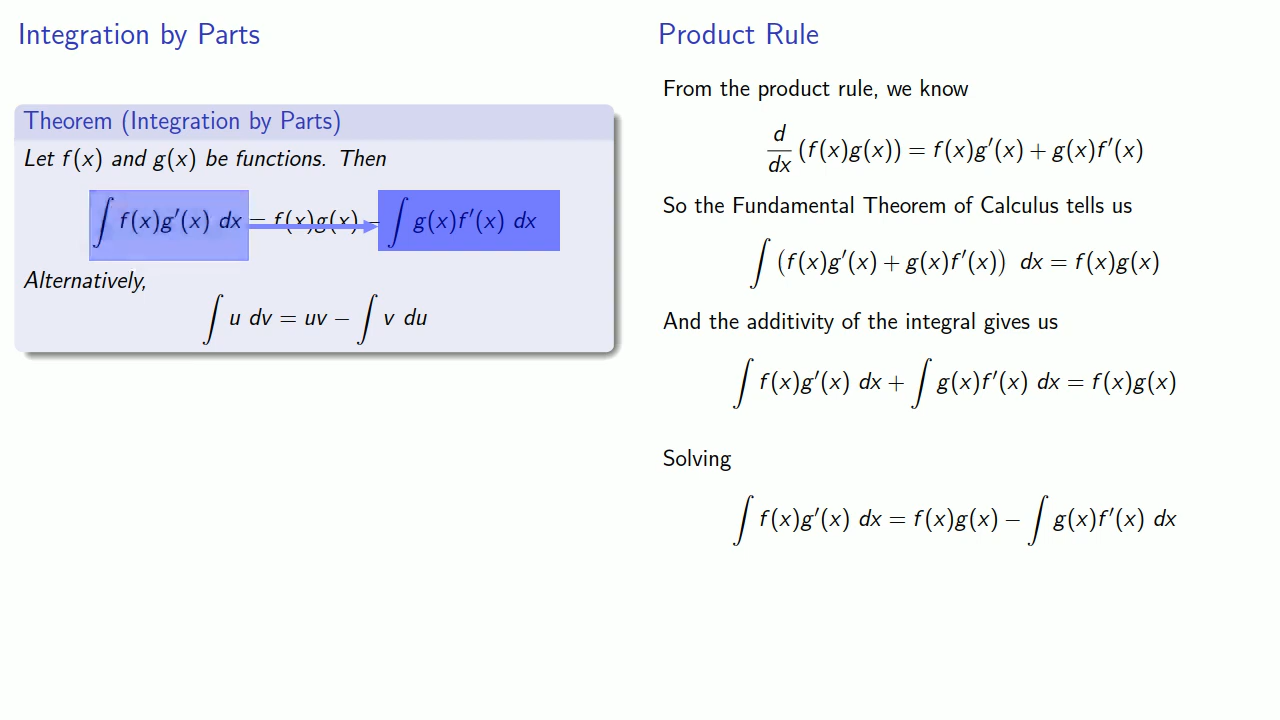 Integration by Parts
Theorem (Integration by Parts)
Let f(x) and g(x) be functions. Then
∫ f(x)g′(x) dx = f(x)g(x) − ∫ g(x)f′(x) dx
Alternatively,
∫ u dv = uv − ∫ v du
Product Rule
From the product rule, we know
d/dx (f(x)g(x)) = f(x)g′(x) + g(x)f′(x)
So the Fundamental Theorem of Calculus tells us
∫ (f(x)g′(x) + g(x)f′(x)) dx = f(x)g(x)
And the additivity of the integral gives us
∫ f(x)g′(x) dx + ∫ g(x)f′(x) dx = f(x)g(x)
Solving
∫ f(x)g′(x) dx = f(x)g(x) − ∫ g(x)f′(x) dx